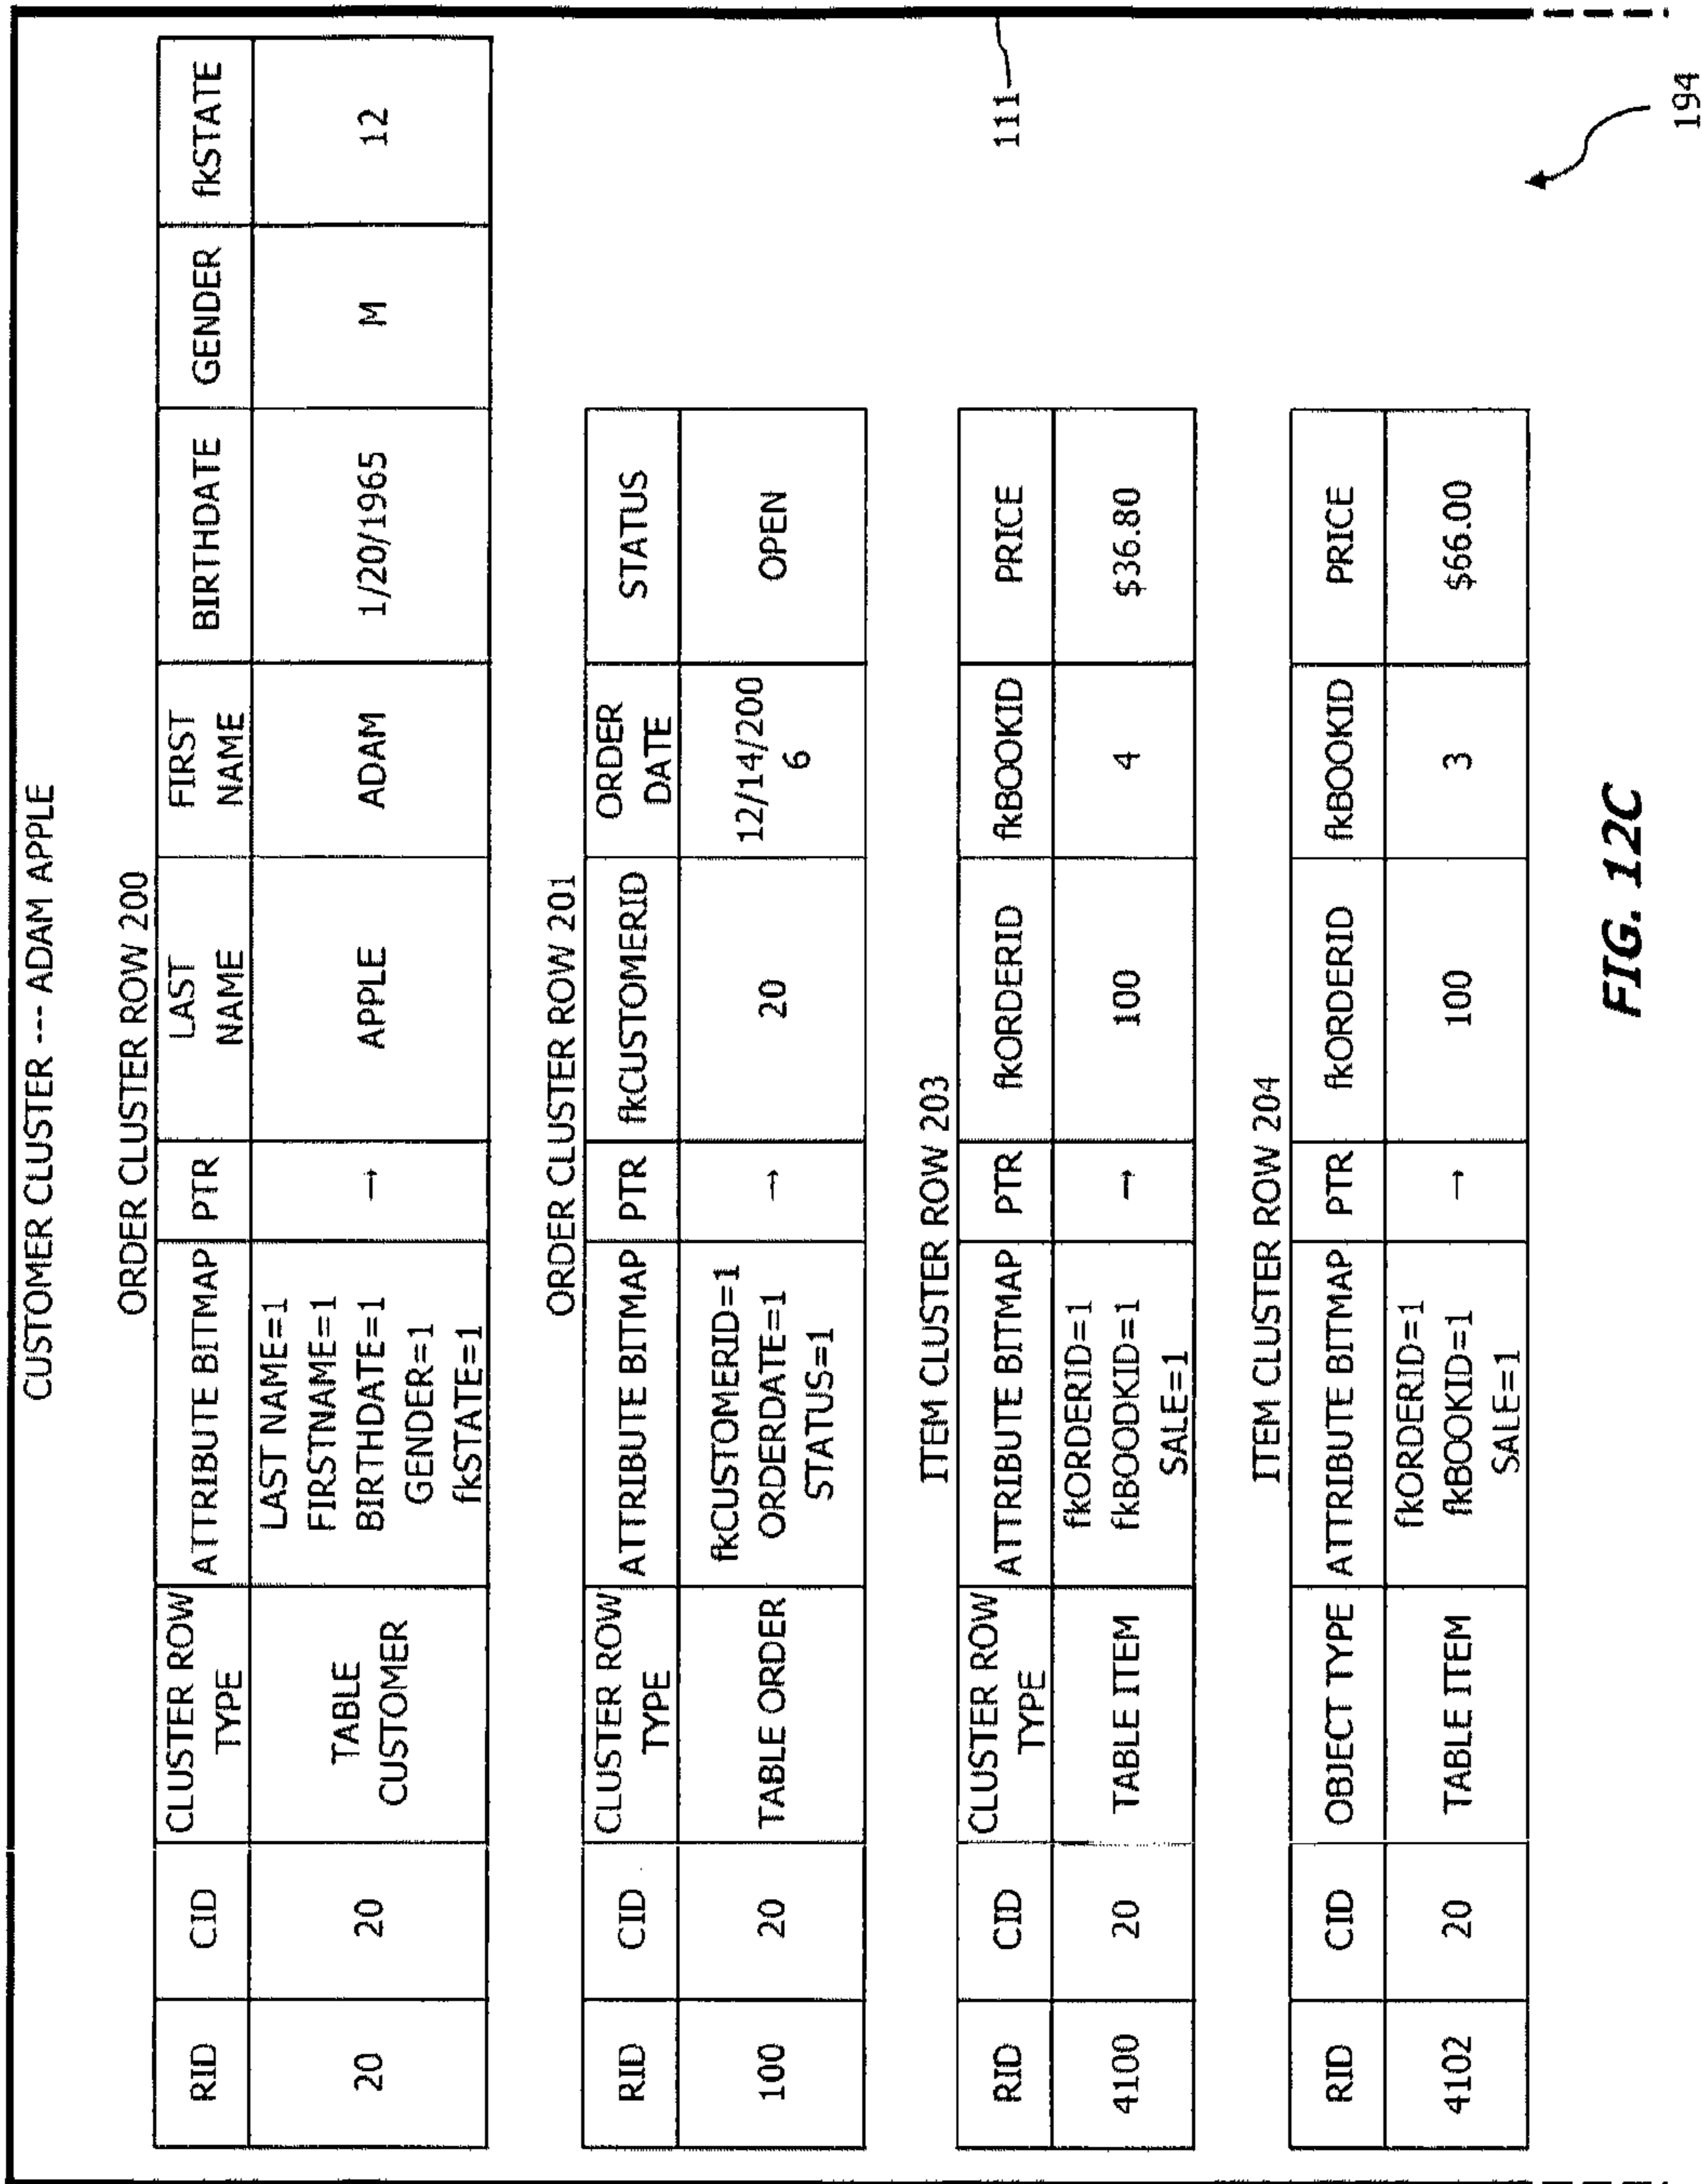 CUSTOMER CLUSTER --- ADAM APPLE
ORDER CLUSTER ROW 200
RID CID CLUSTER ROW TYPE ATTRIBUTE BITMAP PTR LAST NAME FIRST NAME BIRTHDATE GENDER fkSTATE
20 20 TABLE CUSTOMER LAST NAME=1 FIRSTNAME=1 BIRTHDATE=1 GENDER=1 fkSTATE=1 → APPLE ADAM 1/20/1965 M 12
ORDER CLUSTER ROW 201
RID CID CLUSTER ROW TYPE ATTRIBUTE BITMAP PTR fkCUSTOMERID ORDER DATE STATUS
100 20 TABLE ORDER fkCUSTOMERID=1 ORDERDATE=1 STATUS=1 → 20 12/14/2006 OPEN
ITEM CLUSTER ROW 203
RID CID CLUSTER ROW TYPE ATTRIBUTE BITMAP PTR fkORDERID fkBOOKID PRICE
4100 20 TABLE ITEM fkORDERID=1 fkBOODKID=1 SALE=1 → 100 4 $36.80
111
ITEM CLUSTER ROW 204
RID CID OBJECT TYPE ATTRIBUTE BITMAP PTR fkORDERID fkBOOKID PRICE
4102 20 TABLE ITEM fkORDERID=1 fkBOOKID=1 SALE=1 → 100 3 $66.00
FIG. 12C
194